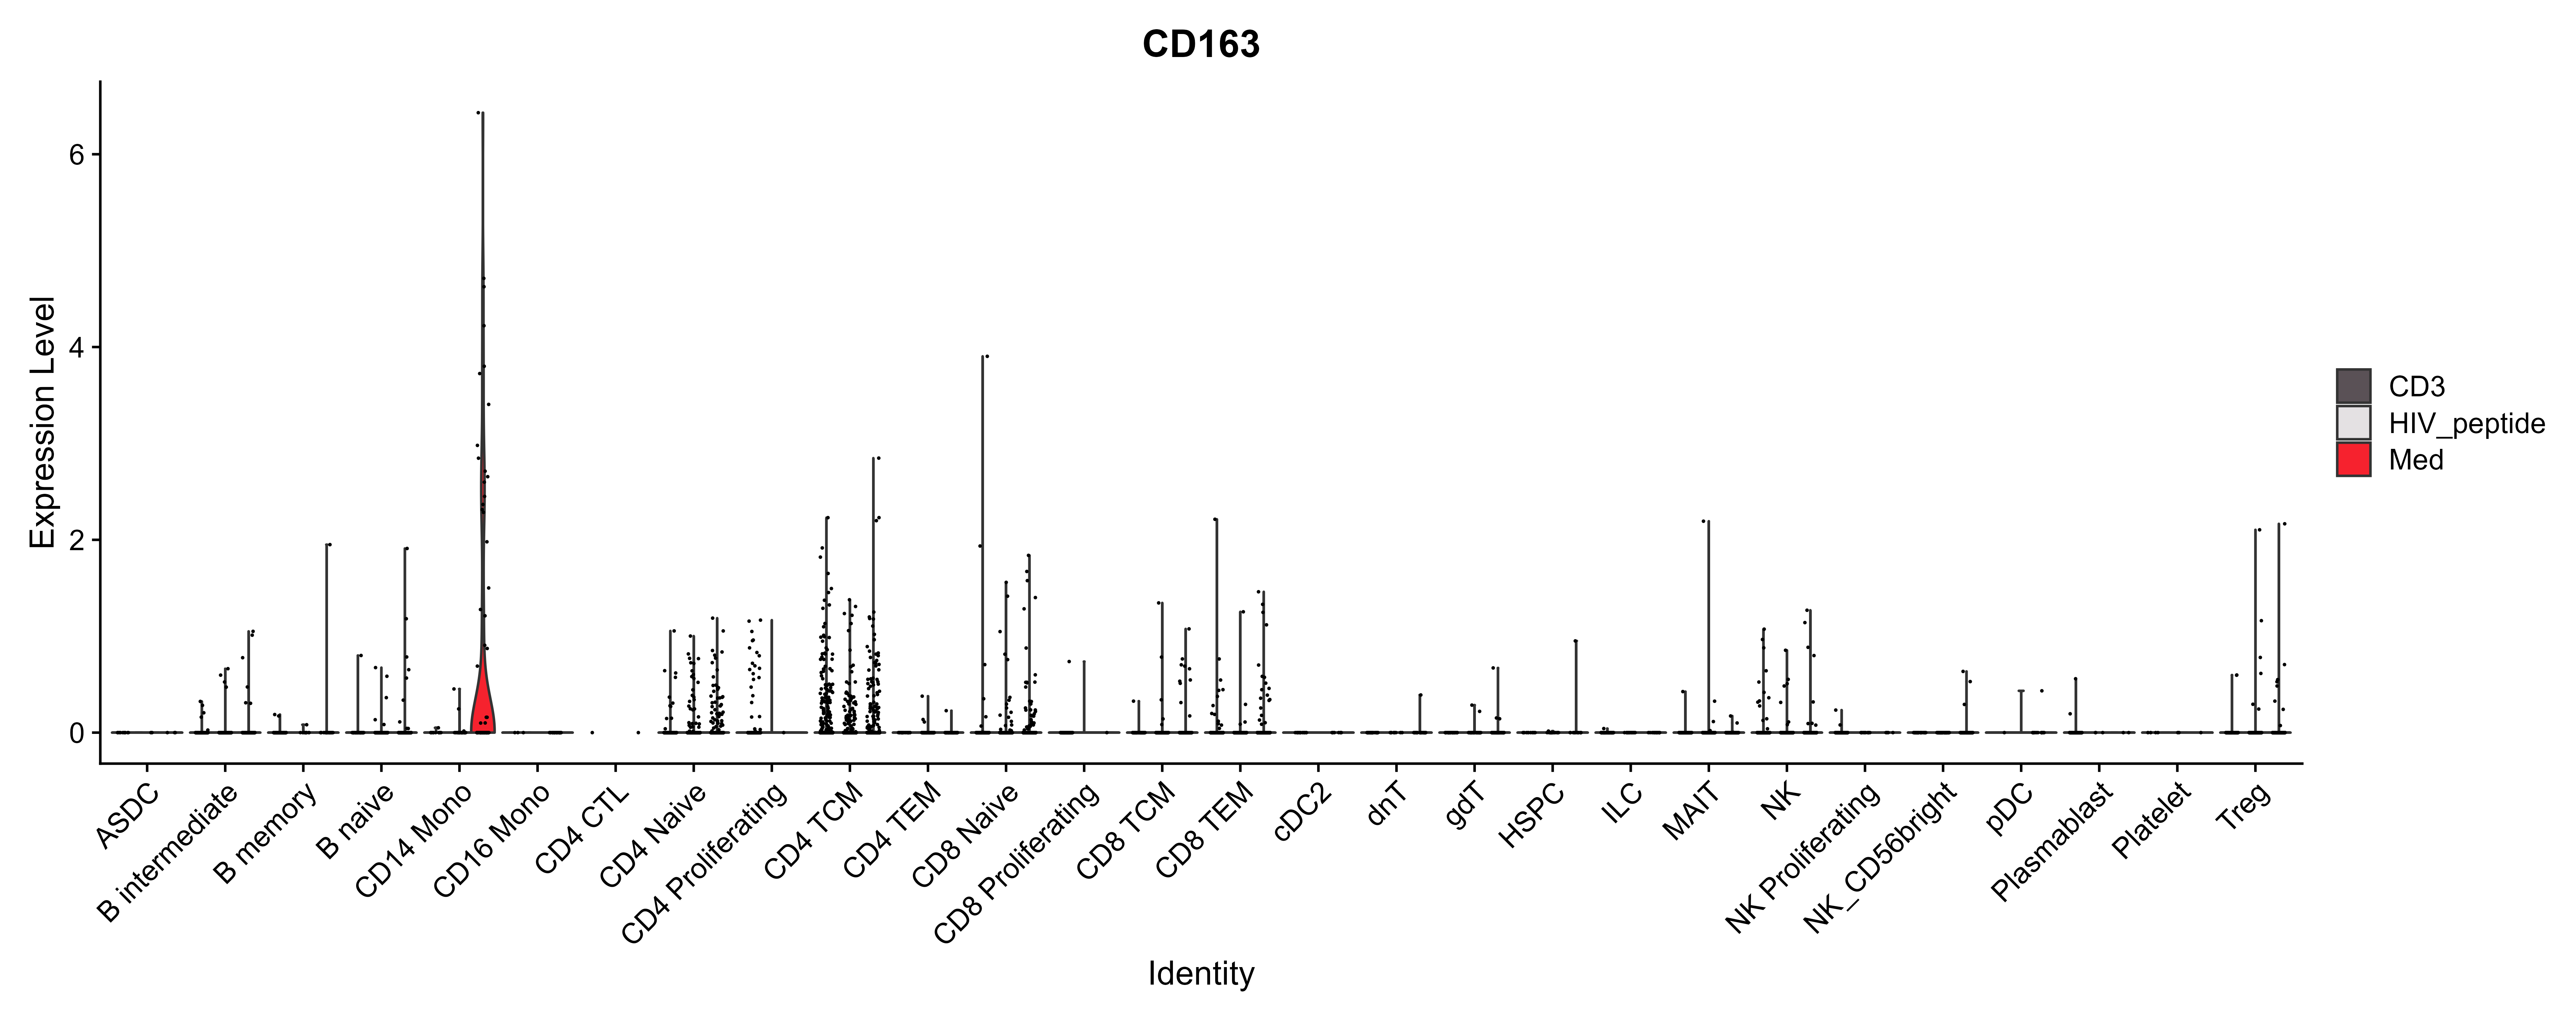 CD163
Expression Level
6
4
2
0
ASDC
B intermediate
B memory
B naive
CD14 Mono
CD16 Mono
CD4 CTL
CD4 Naive
CD4 Proliferating
CD4 TCM
CD4 TEM
CD8 Naive
CD8 Proliferating
CD8 TCM
CD8 TEM
cDC2
dnT
gdT
HSPC
ILC
MAIT
NK
NK Proliferating
NK_CD56bright
pDC
Plasmablast
Platelet
Treg
Identity
CD3
HIV_peptide
Med